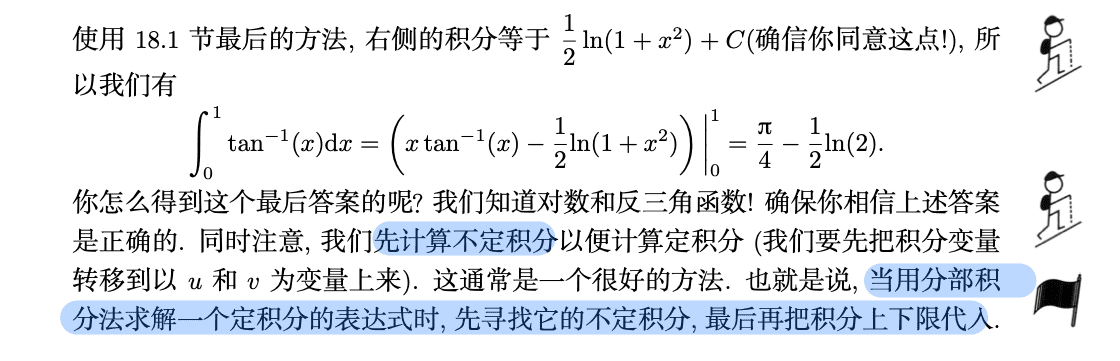 使用 18.1 节最后的方法, 右侧的积分等于 \frac{1}{2} ln(1 + x²) + C(确信你同意这点!), 所
以我们有
\int_0^1 tan⁻¹(x)dx = \left( x tan⁻¹(x) − \frac{1}{2}ln(1 + x²) \right) \Big|_0^1 = \frac{π}{4} − \frac{1}{2}ln(2).
你怎么得到这个最后答案的呢? 我们知道对数和反三角函数! 确保你相信上述答案
是正确的. 同时注意, 我们先计算不定积分以便计算定积分 (我们要先把积分变量
转移到以 u 和 v 为变量上来). 这通常是一个很好的方法. 也就是说, 当用分部积
分法求解一个定积分的表达式时, 先寻找它的不定积分, 最后再把积分上下限代入.